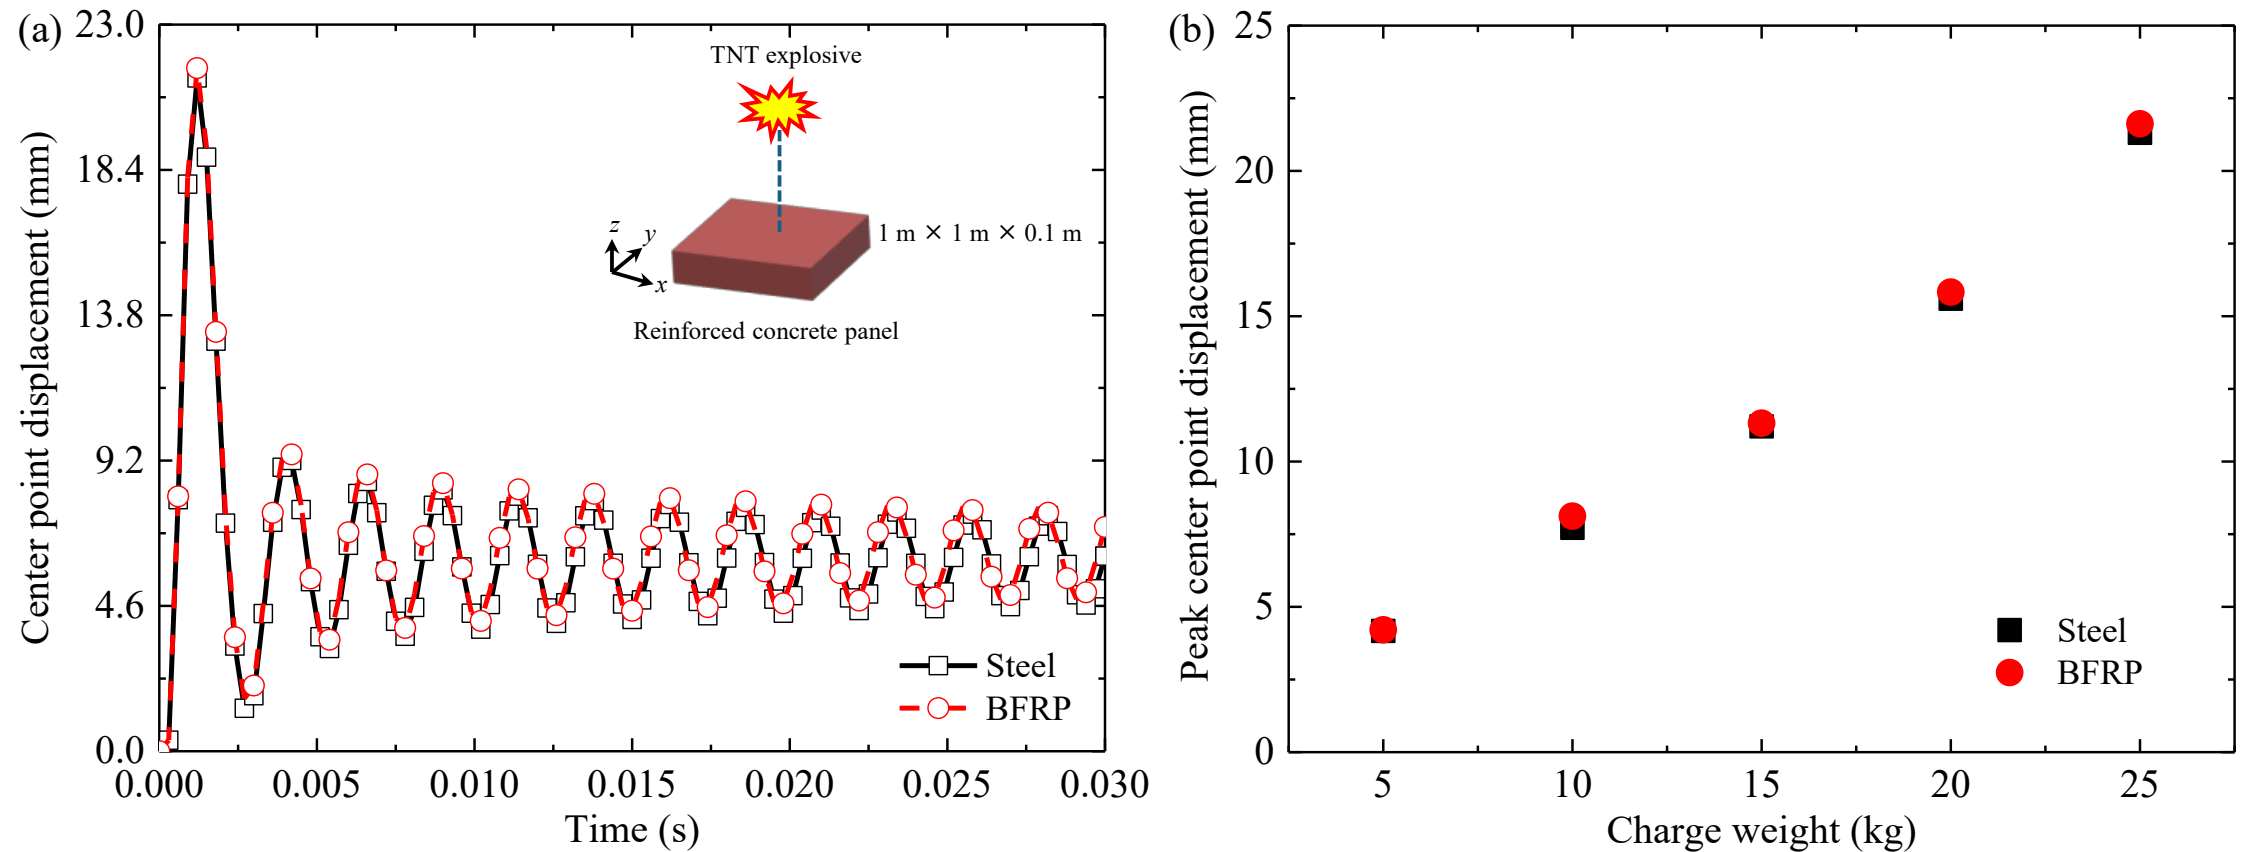 (a)
23.0
18.4
13.8
9.2
4.6
0.0
Center point displacement (mm)
0.000 0.005 0.010 0.015 0.020 0.025 0.030
Time (s)
TNT explosive
1 m × 1 m × 0.1 m
z
y
x
Reinforced concrete panel
Steel
BFRP
(b)
25
20
15
10
5
0
Peak center point displacement (mm)
5 10 15 20 25
Charge weight (kg)
Steel
BFRP